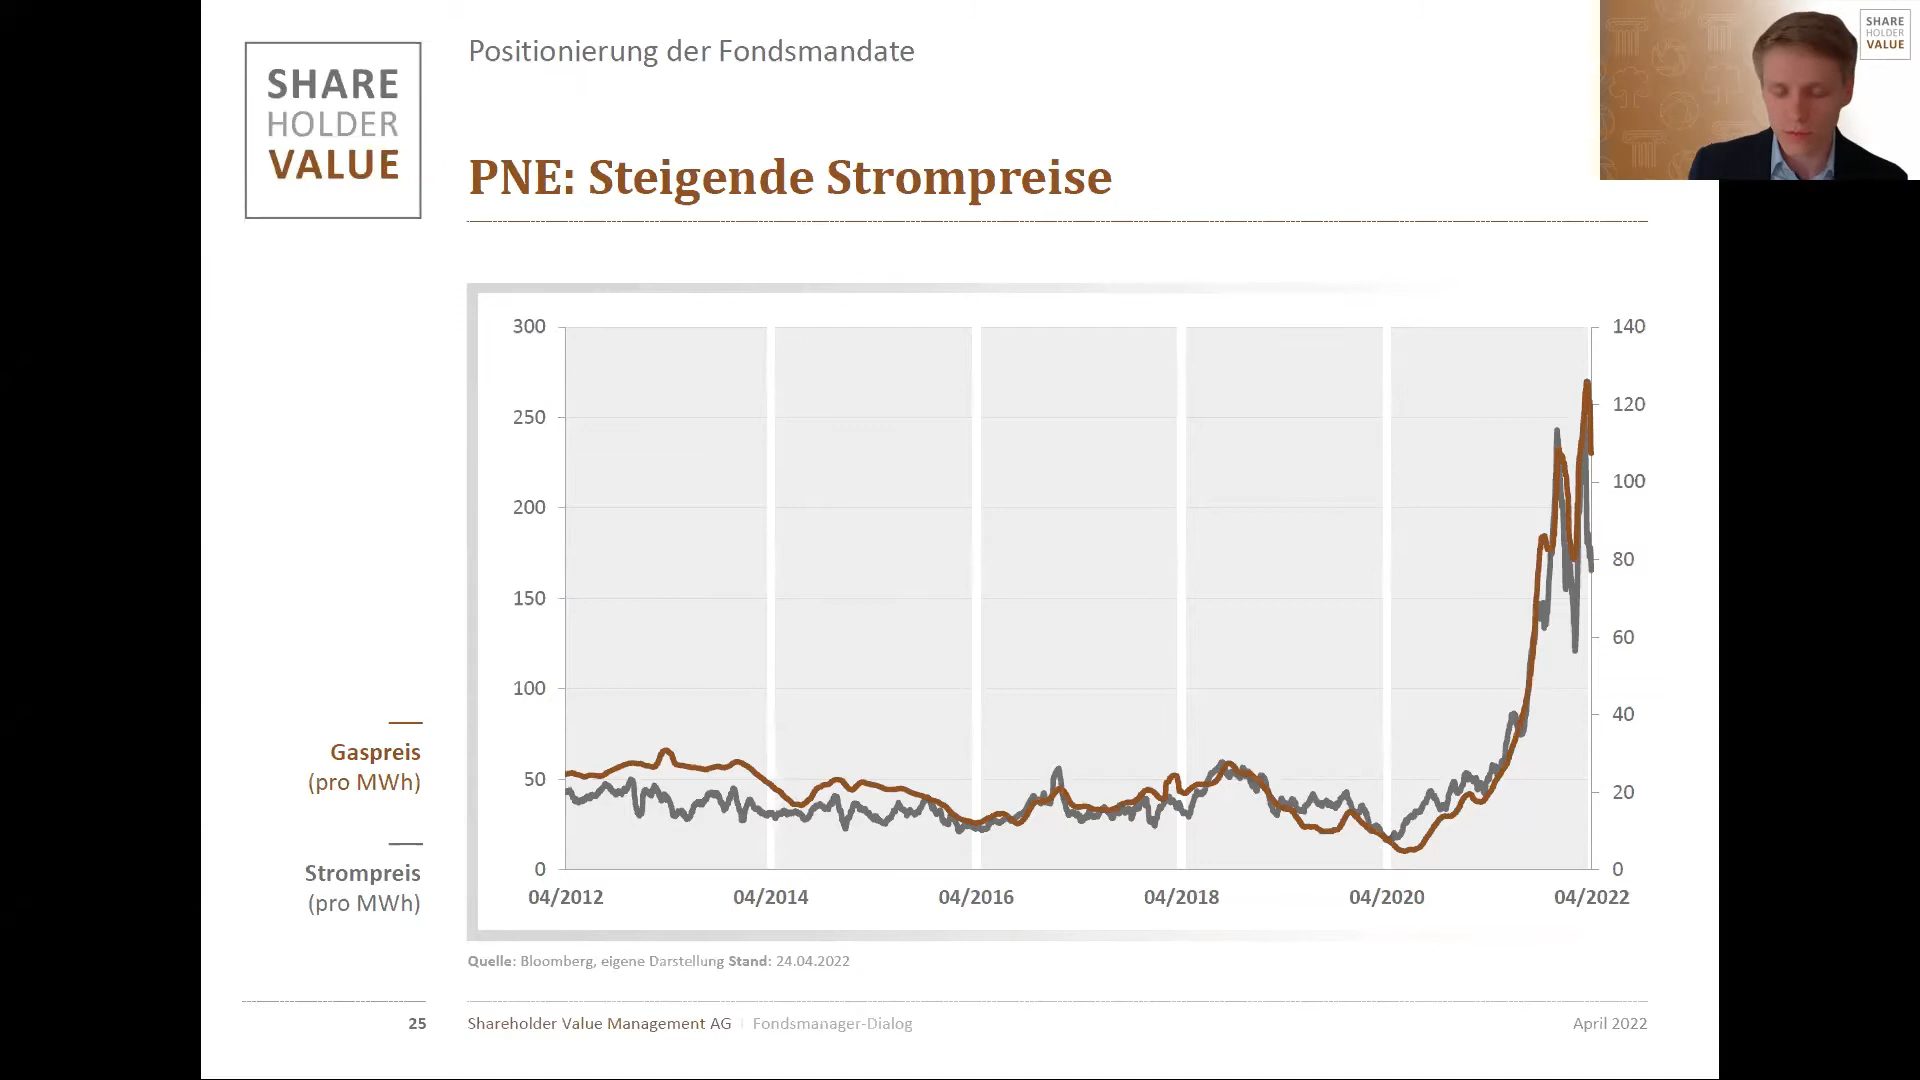 SHARE
HOLDER
VALUE
Positionierung der Fondsmandate
SHARE
HOLDER
VALUE
PNE: Steigende Strompreise
300
250
200
150
100
50
0
140
120
100
80
60
40
20
0
04/2012 04/2014 04/2016 04/2018 04/2020 04/2022
Gaspreis
(pro MWh)
Strompreis
(pro MWh)
Quelle: Bloomberg, eigene Darstellung Stand: 24.04.2022
25 Shareholder Value Management AG | Fondsmanager-Dialog April 2022